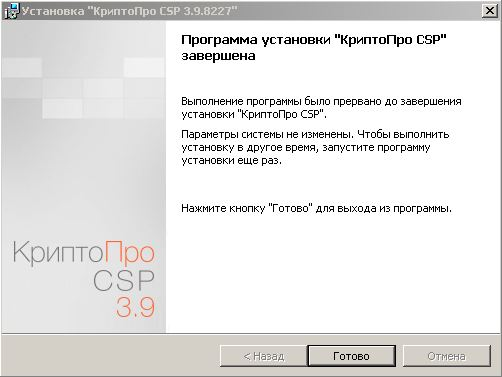 Установка "КриптоПро CSP 3.9.8227"
Программа установки "КриптоПро CSP"
завершена
Выполнение программы было прервано до завершения
установки "КриптоПро CSP".
Параметры системы не изменены. Чтобы выполнить
установку в другое время, запустите программу
установки еще раз.
Нажмите кнопку "Готово" для выхода из программы.
КриптоПро
CSP
3.9
< Назад
Готово
Отмена